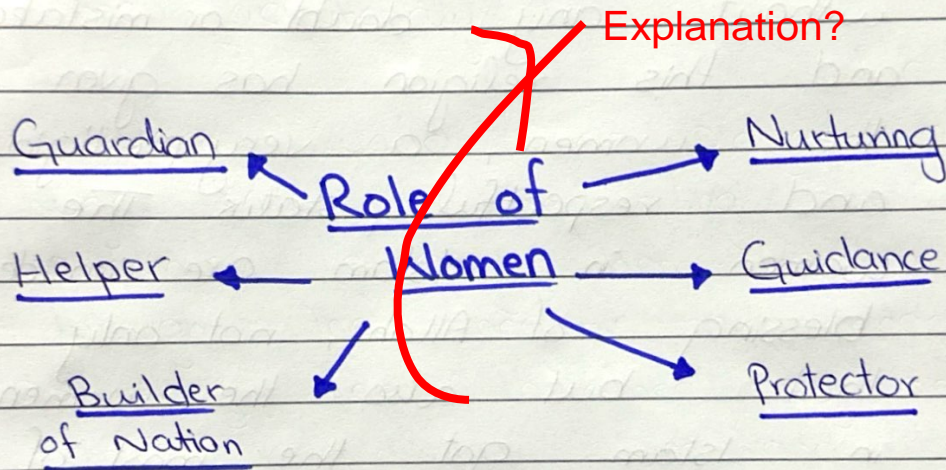 Explanation?
Guardian
Nurturing
Role of
Women
Helper
Guidance
Builder
of Nation
Protector